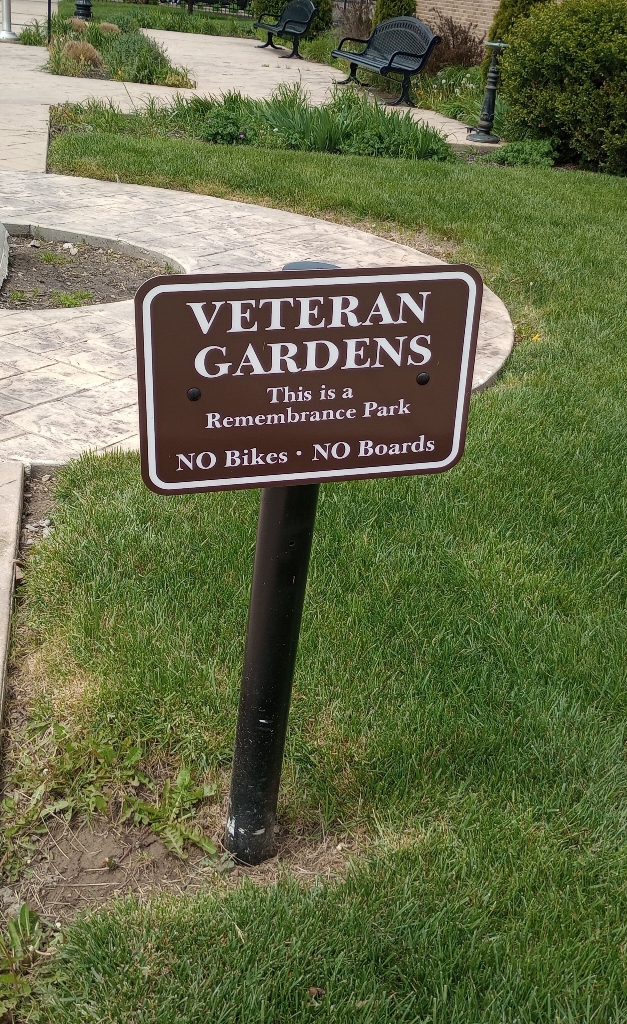 VETERAN
GARDENS
This is a
Remembrance Park
NO Bikes · NO Boards